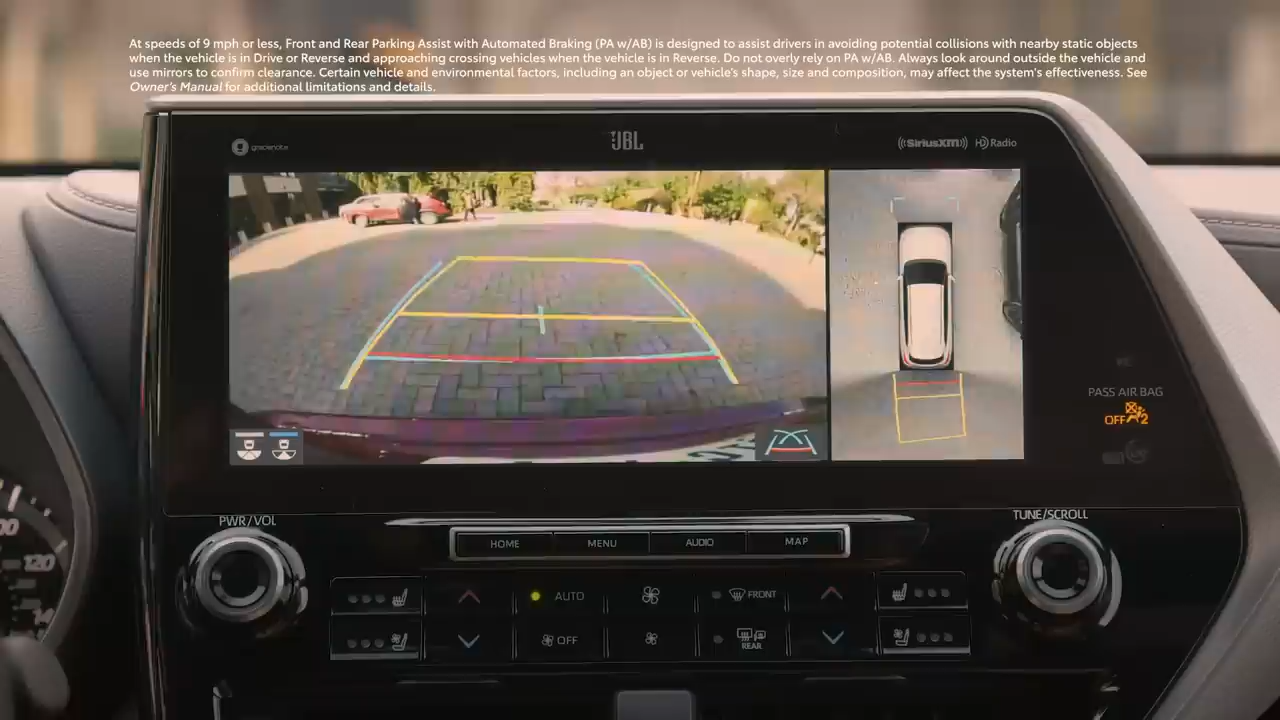 At speeds of 9 mph or less, Front and Rear Parking Assist with Automated Braking (PA w/AB) is designed to assist drivers in avoiding potential collisions with nearby static objects
when the vehicle is in Drive or Reverse and approaching crossing vehicles when the vehicle is in Reverse. Do not overly rely on PA w/AB. Always look around outside the vehicle and
use mirrors to confirm clearance. Certain vehicle and environmental factors, including an object or vehicle's shape, size and composition, may affect the system's effectiveness. See
Owner's Manual for additional limitations and details.
gracenote
JBL
SiriusXM
HD Radio
PASS AIR BAG
OFF 2
PWR/VOL
TUNE/SCROLL
HOME
MENU
AUDIO
MAP
120
AUTO
FRONT
OFF
REAR